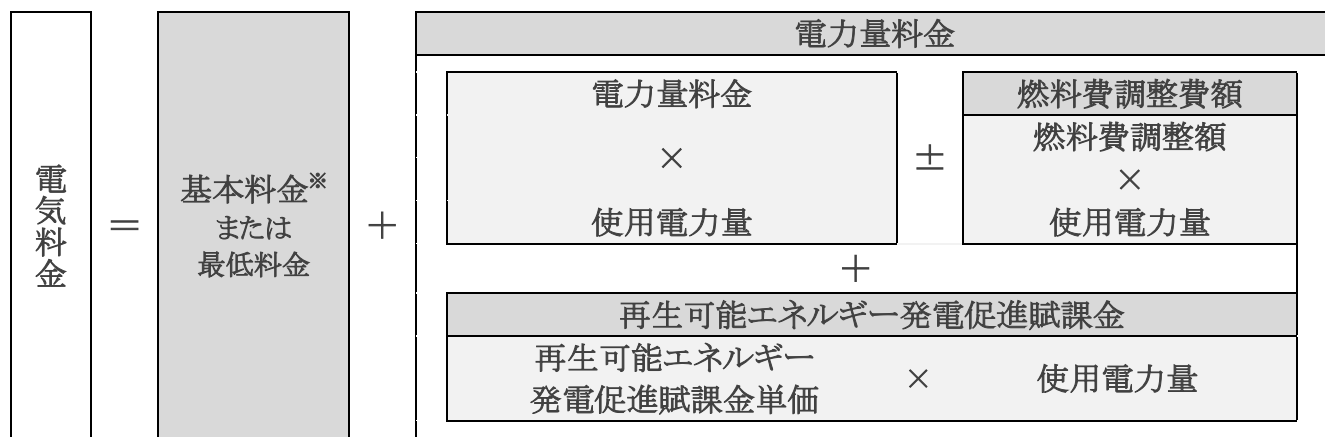 電気料金
＝
基本料金※
または
最低料金
＋
電力量料金
電力量料金
×
使用電力量
±
燃料費調整費額
燃料費調整額
×
使用電力量
＋
再生可能エネルギー発電促進賦課金
再生可能エネルギー
発電促進賦課金単価
×
使用電力量